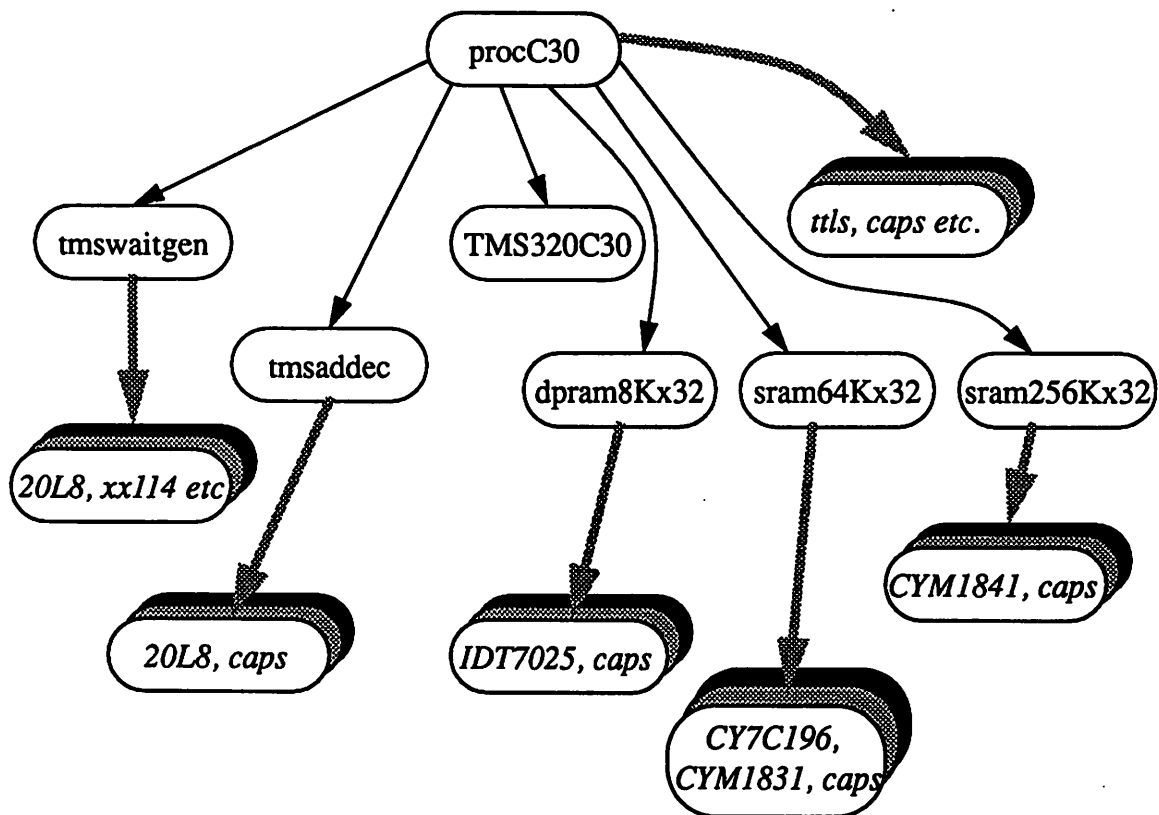 procC30
ttls, caps etc.
tmswaitgen
TMS320C30
tmsaddec
dpram8Kx32
sram64Kx32
sram256Kx32
20L8, xx114 etc
CYM1841, caps
20L8, caps
IDT7025, caps
CY7C196,
CYM1831, caps